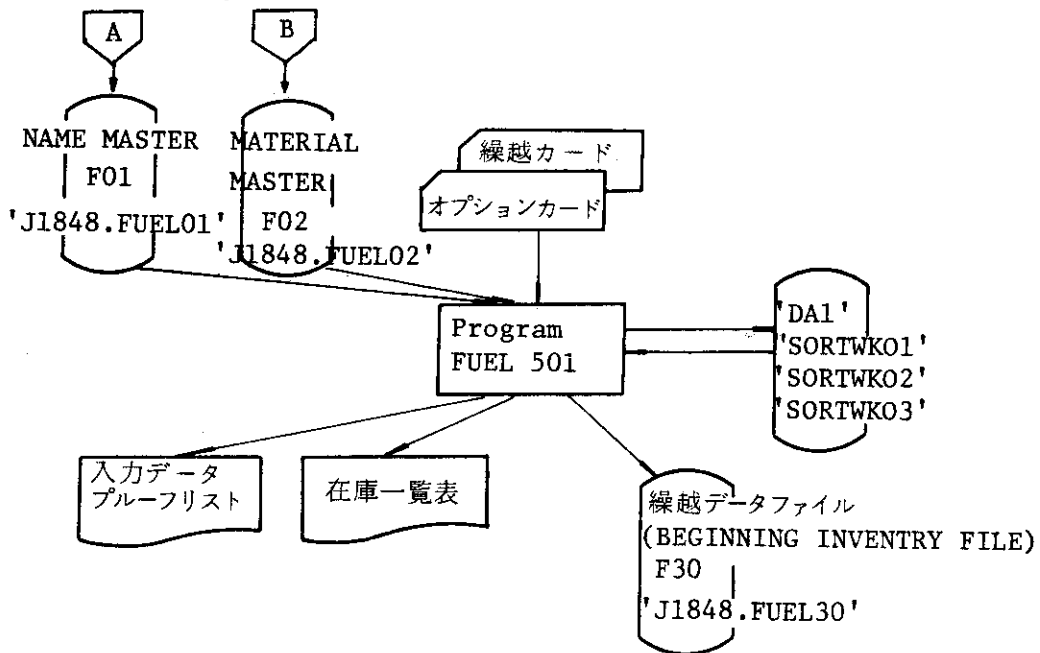 A
B
NAME MASTER
F01
'J1848.FUEL01'
MATERIAL
MASTER
F02
'J1848.FUEL02'
繰越カード
オプションカード
Program
FUEL 501
'DA1'
'SORTWK01'
'SORTWK02'
'SORTWK03'
入力データ
プルーフリスト
在庫一覧表
繰越データファイル
(BEGINNING INVENTRY FILE)
F30
'J1848.FUEL30'